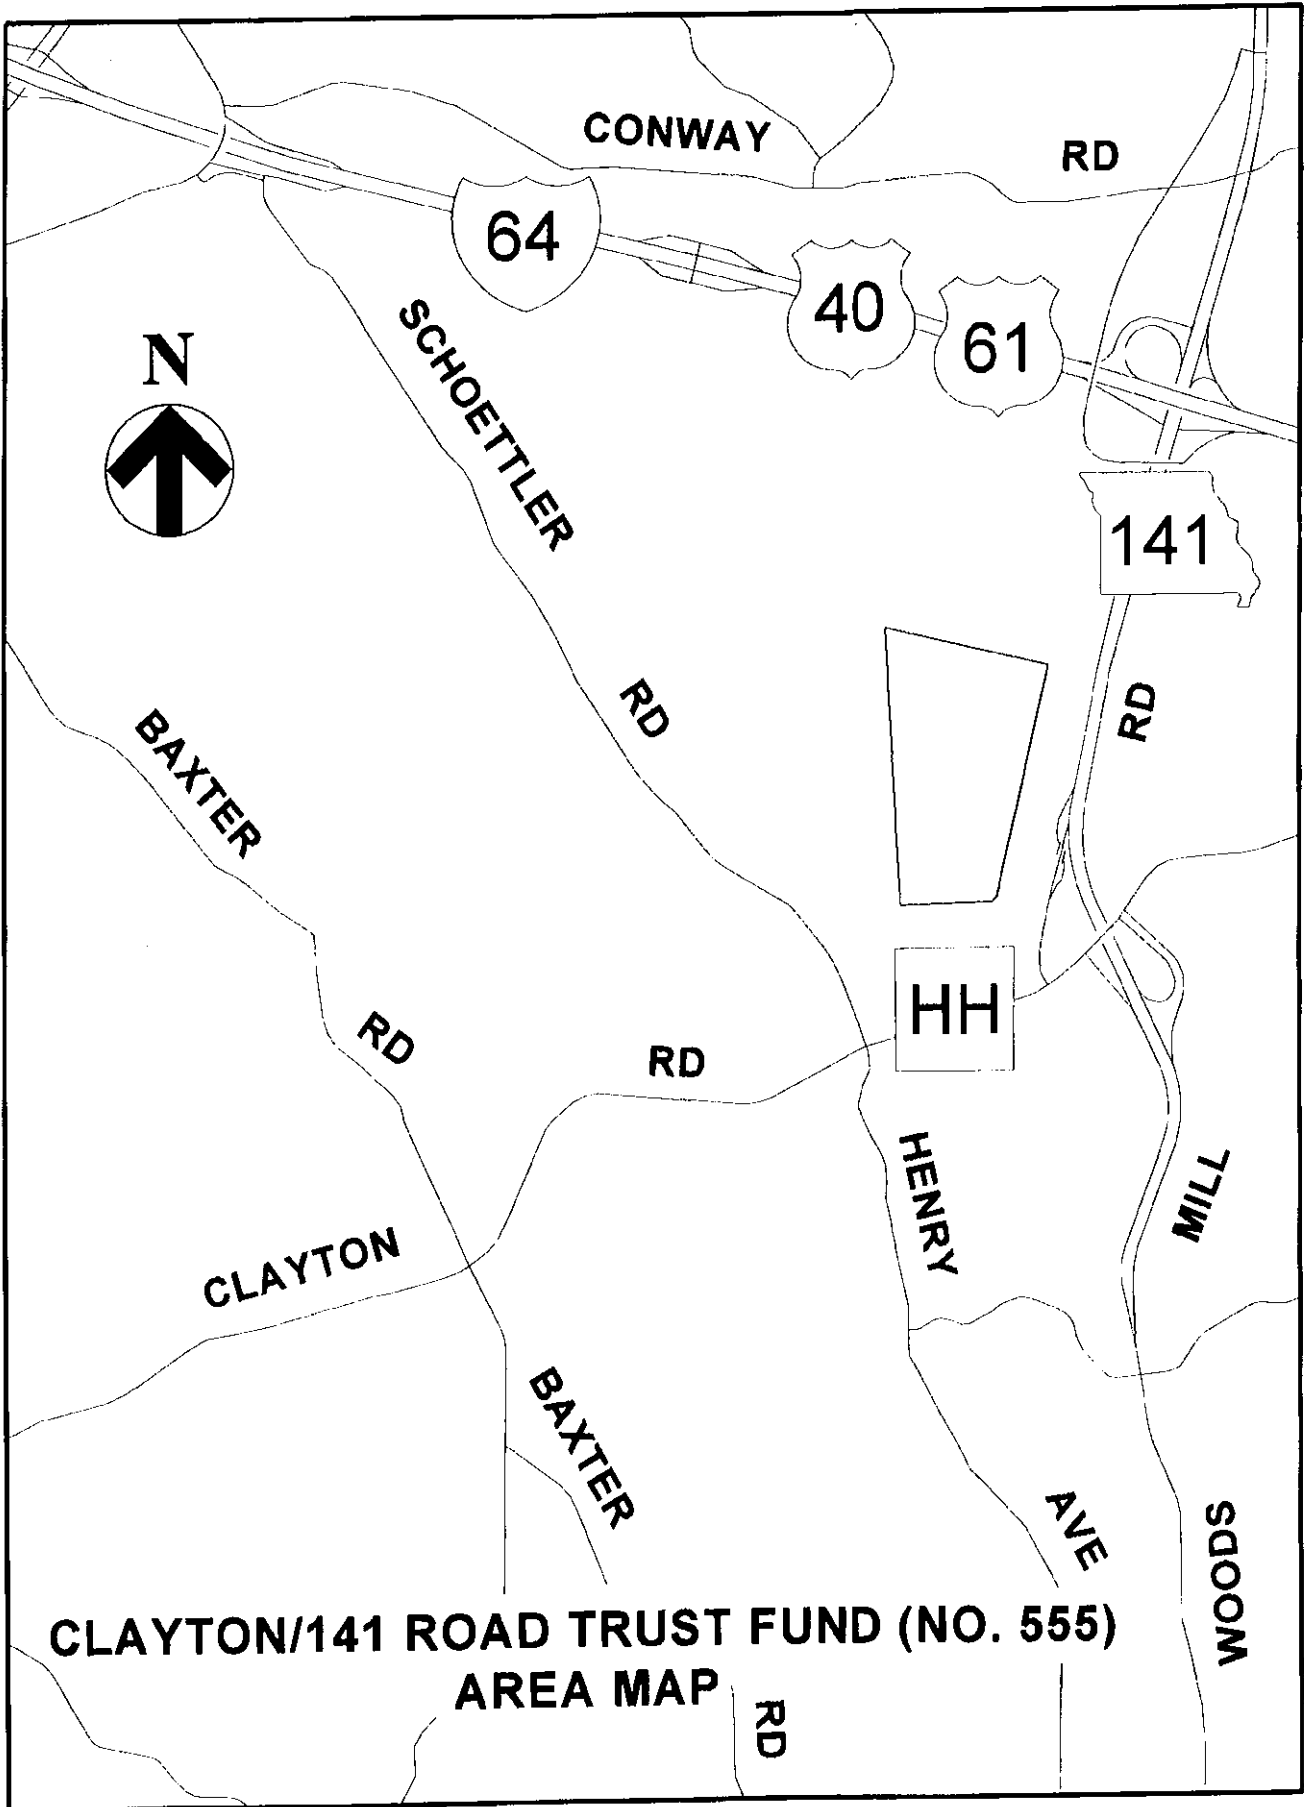 CONWAY
RD
64
40
61
N
SCHOETTLER
RD
141
RD
BAXTER
RD
HH
RD
CLAYTON
HENRY
MILL
BAXTER
AVE
WOODS
CLAYTON/141 ROAD TRUST FUND (NO. 555)
AREA MAP
RD